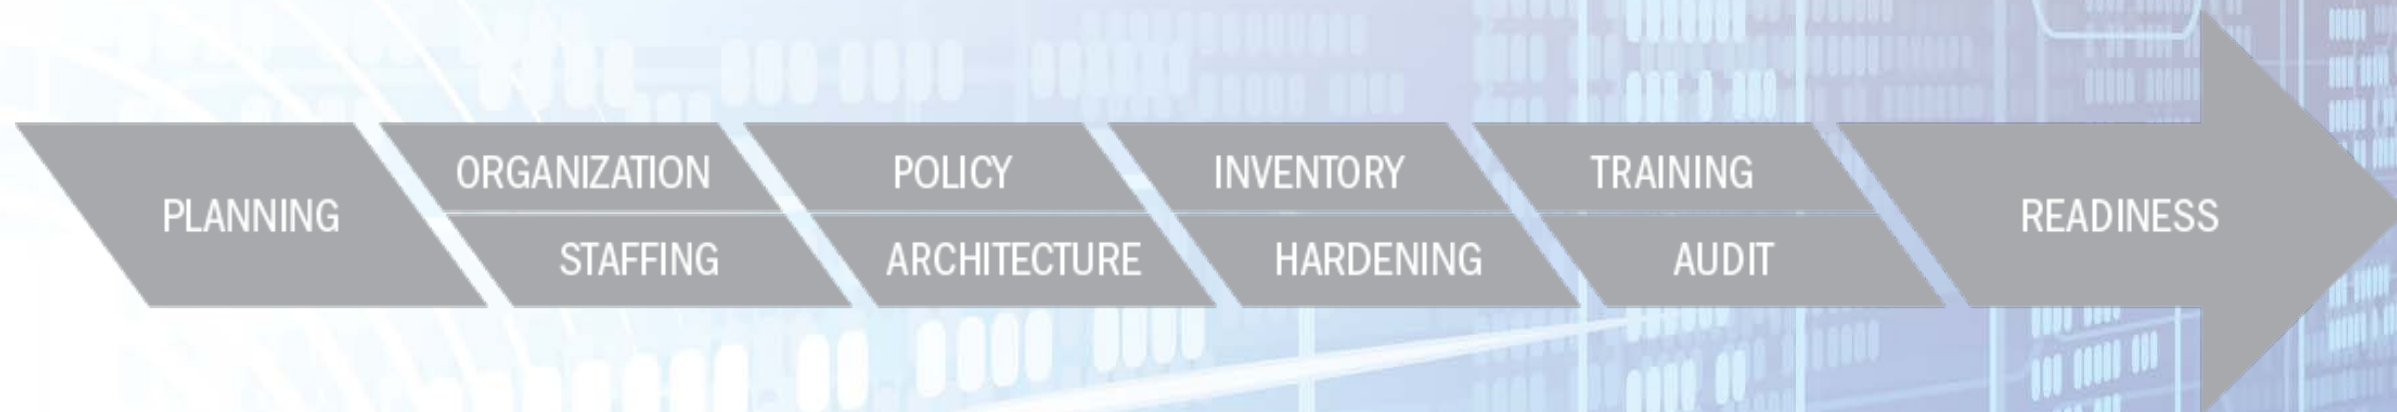 PLANNING
ORGANIZATION
STAFFING
POLICY
ARCHITECTURE
INVENTORY
HARDENING
TRAINING
AUDIT
READINESS